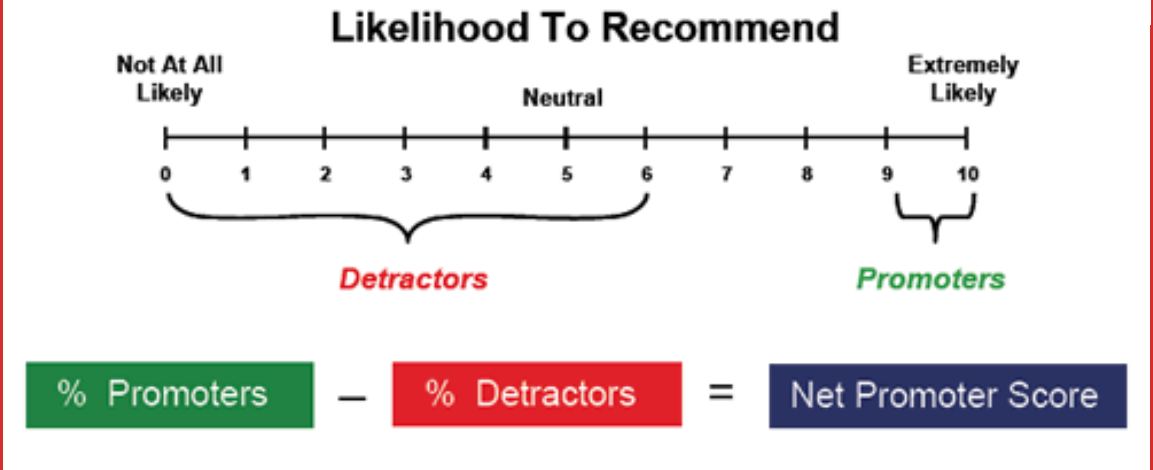 Likelihood To Recommend
Not At All
Likely
Neutral
Extremely
Likely
0 1 2 3 4 5 6 7 8 9 10
Detractors
Promoters
% Promoters – % Detractors = Net Promoter Score